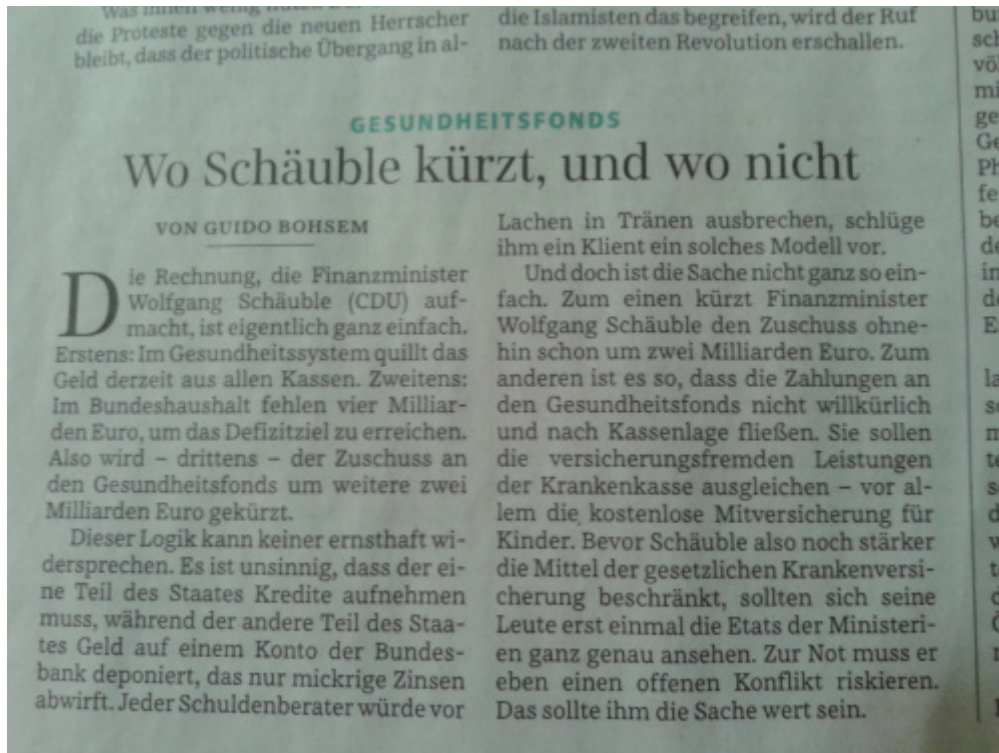 die Proteste gegen die neuen Herrscher
bleibt, dass der politische Übergang in al-
die Islamisten das begreifen, wird der Ruf
nach der zweiten Revolution erschallen.
GESUNDHEITSFONDS
Wo Schäuble kürzt, und wo nicht
VON GUIDO BOHSEM
Die Rechnung, die Finanzminister
Wolfgang Schäuble (CDU) auf-
macht, ist eigentlich ganz einfach.
Erstens: Im Gesundheitssystem quillt das
Geld derzeit aus allen Kassen. Zweitens:
Im Bundeshaushalt fehlen vier Milliar-
den Euro, um das Defizitziel zu erreichen.
Also wird – drittens – der Zuschuss an
den Gesundheitsfonds um weitere zwei
Milliarden Euro gekürzt.
Dieser Logik kann keiner ernsthaft wi-
dersprechen. Es ist unsinnig, dass der ei-
ne Teil des Staates Kredite aufnehmen
muss, während der andere Teil des Staa-
tes Geld auf einem Konto der Bundes-
bank deponiert, das nur mickrige Zinsen
abwirft. Jeder Schuldenberater würde vor
Lachen in Tränen ausbrechen, schlüge
ihm ein Klient ein solches Modell vor.
Und doch ist die Sache nicht ganz so ein-
fach. Zum einen kürzt Finanzminister
Wolfgang Schäuble den Zuschuss ohne-
hin schon um zwei Milliarden Euro. Zum
anderen ist es so, dass die Zahlungen an
den Gesundheitsfonds nicht willkürlich
und nach Kassenlage fließen. Sie sollen
die versicherungsfremden Leistungen
der Krankenkasse ausgleichen – vor al-
lem die kostenlose Mitversicherung für
Kinder. Bevor Schäuble also noch stärker
die Mittel der gesetzlichen Krankenversi-
cherung beschränkt, sollten sich seine
Leute erst einmal die Etats der Ministeri-
en ganz genau ansehen. Zur Not muss er
eben einen offenen Konflikt riskieren.
Das sollte ihm die Sache wert sein.